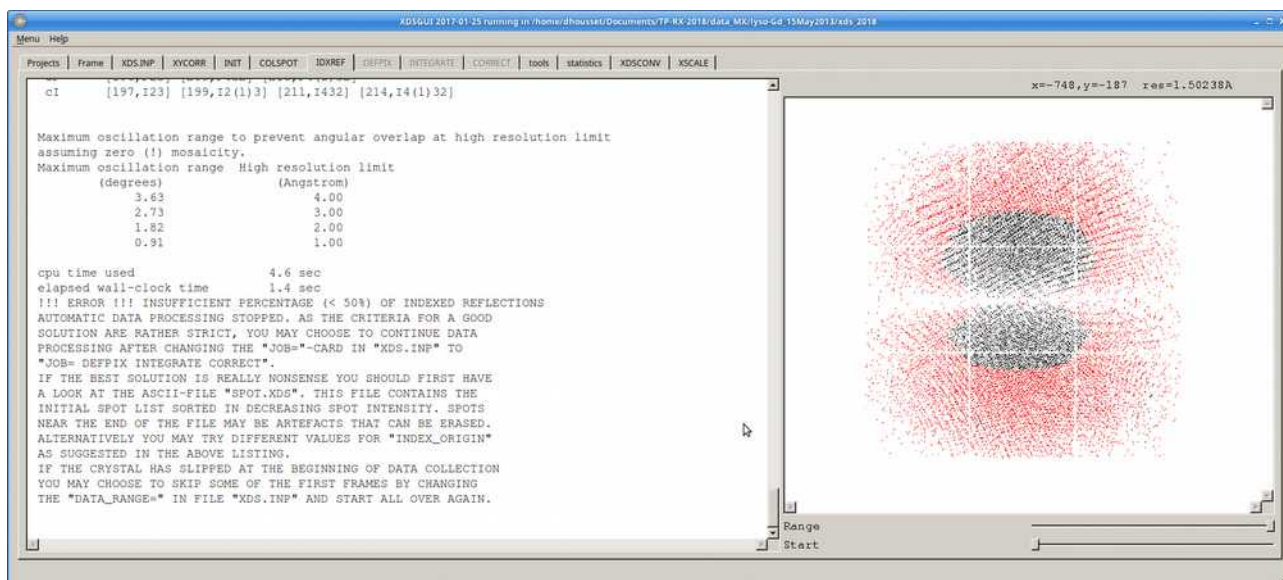 XDSGUI 2017-01-25 running in /home/dhousset/Documents/TP-RX-2018/data_MX/lyso-Gd_15May2013/xds_2018
Menu Help
Projects Frame XDS.INP XYCORR INIT COLSPOT IDXREF DEFPIX INTEGRATE CORRECT tools statistics XDSCONV XSCALE
cI [197,I23] [199,I2(1)3] [211,I432] [214,I4(1)32]
x=-748,y=-187 res=1.50238A
Maximum oscillation range to prevent angular overlap at high resolution limit
assuming zero (!) mosaicity.
Maximum oscillation range High resolution limit
(degrees) (Angstrom)
3.63 4.00
2.73 3.00
1.82 2.00
0.91 1.00
cpu time used 4.6 sec
elapsed wall-clock time 1.4 sec
!!! ERROR !!! INSUFFICIENT PERCENTAGE (< 50%) OF INDEXED REFLECTIONS
AUTOMATIC DATA PROCESSING STOPPED. AS THE CRITERIA FOR A GOOD
SOLUTION ARE RATHER STRICT, YOU MAY CHOOSE TO CONTINUE DATA
PROCESSING AFTER CHANGING THE "JOB="-CARD IN "XDS.INP" TO
"JOB= DEFPIX INTEGRATE CORRECT".
IF THE BEST SOLUTION IS REALLY NONSENSE YOU SHOULD FIRST HAVE
A LOOK AT THE ASCII-FILE "SPOT.XDS". THIS FILE CONTAINS THE
INITIAL SPOT LIST SORTED IN DECREASING SPOT INTENSITY. SPOTS
NEAR THE END OF THE FILE MAY BE ARTEFACTS THAT CAN BE ERASED.
ALTERNATIVELY YOU MAY TRY DIFFERENT VALUES FOR "INDEX_ORIGIN"
AS SUGGESTED IN THE ABOVE LISTING.
IF THE CRYSTAL HAS SLIPPED AT THE BEGINNING OF DATA COLLECTION
YOU MAY CHOOSE TO SKIP SOME OF THE FIRST FRAMES BY CHANGING
THE "DATA_RANGE=" IN FILE "XDS.INP" AND START ALL OVER AGAIN.
Range
Start